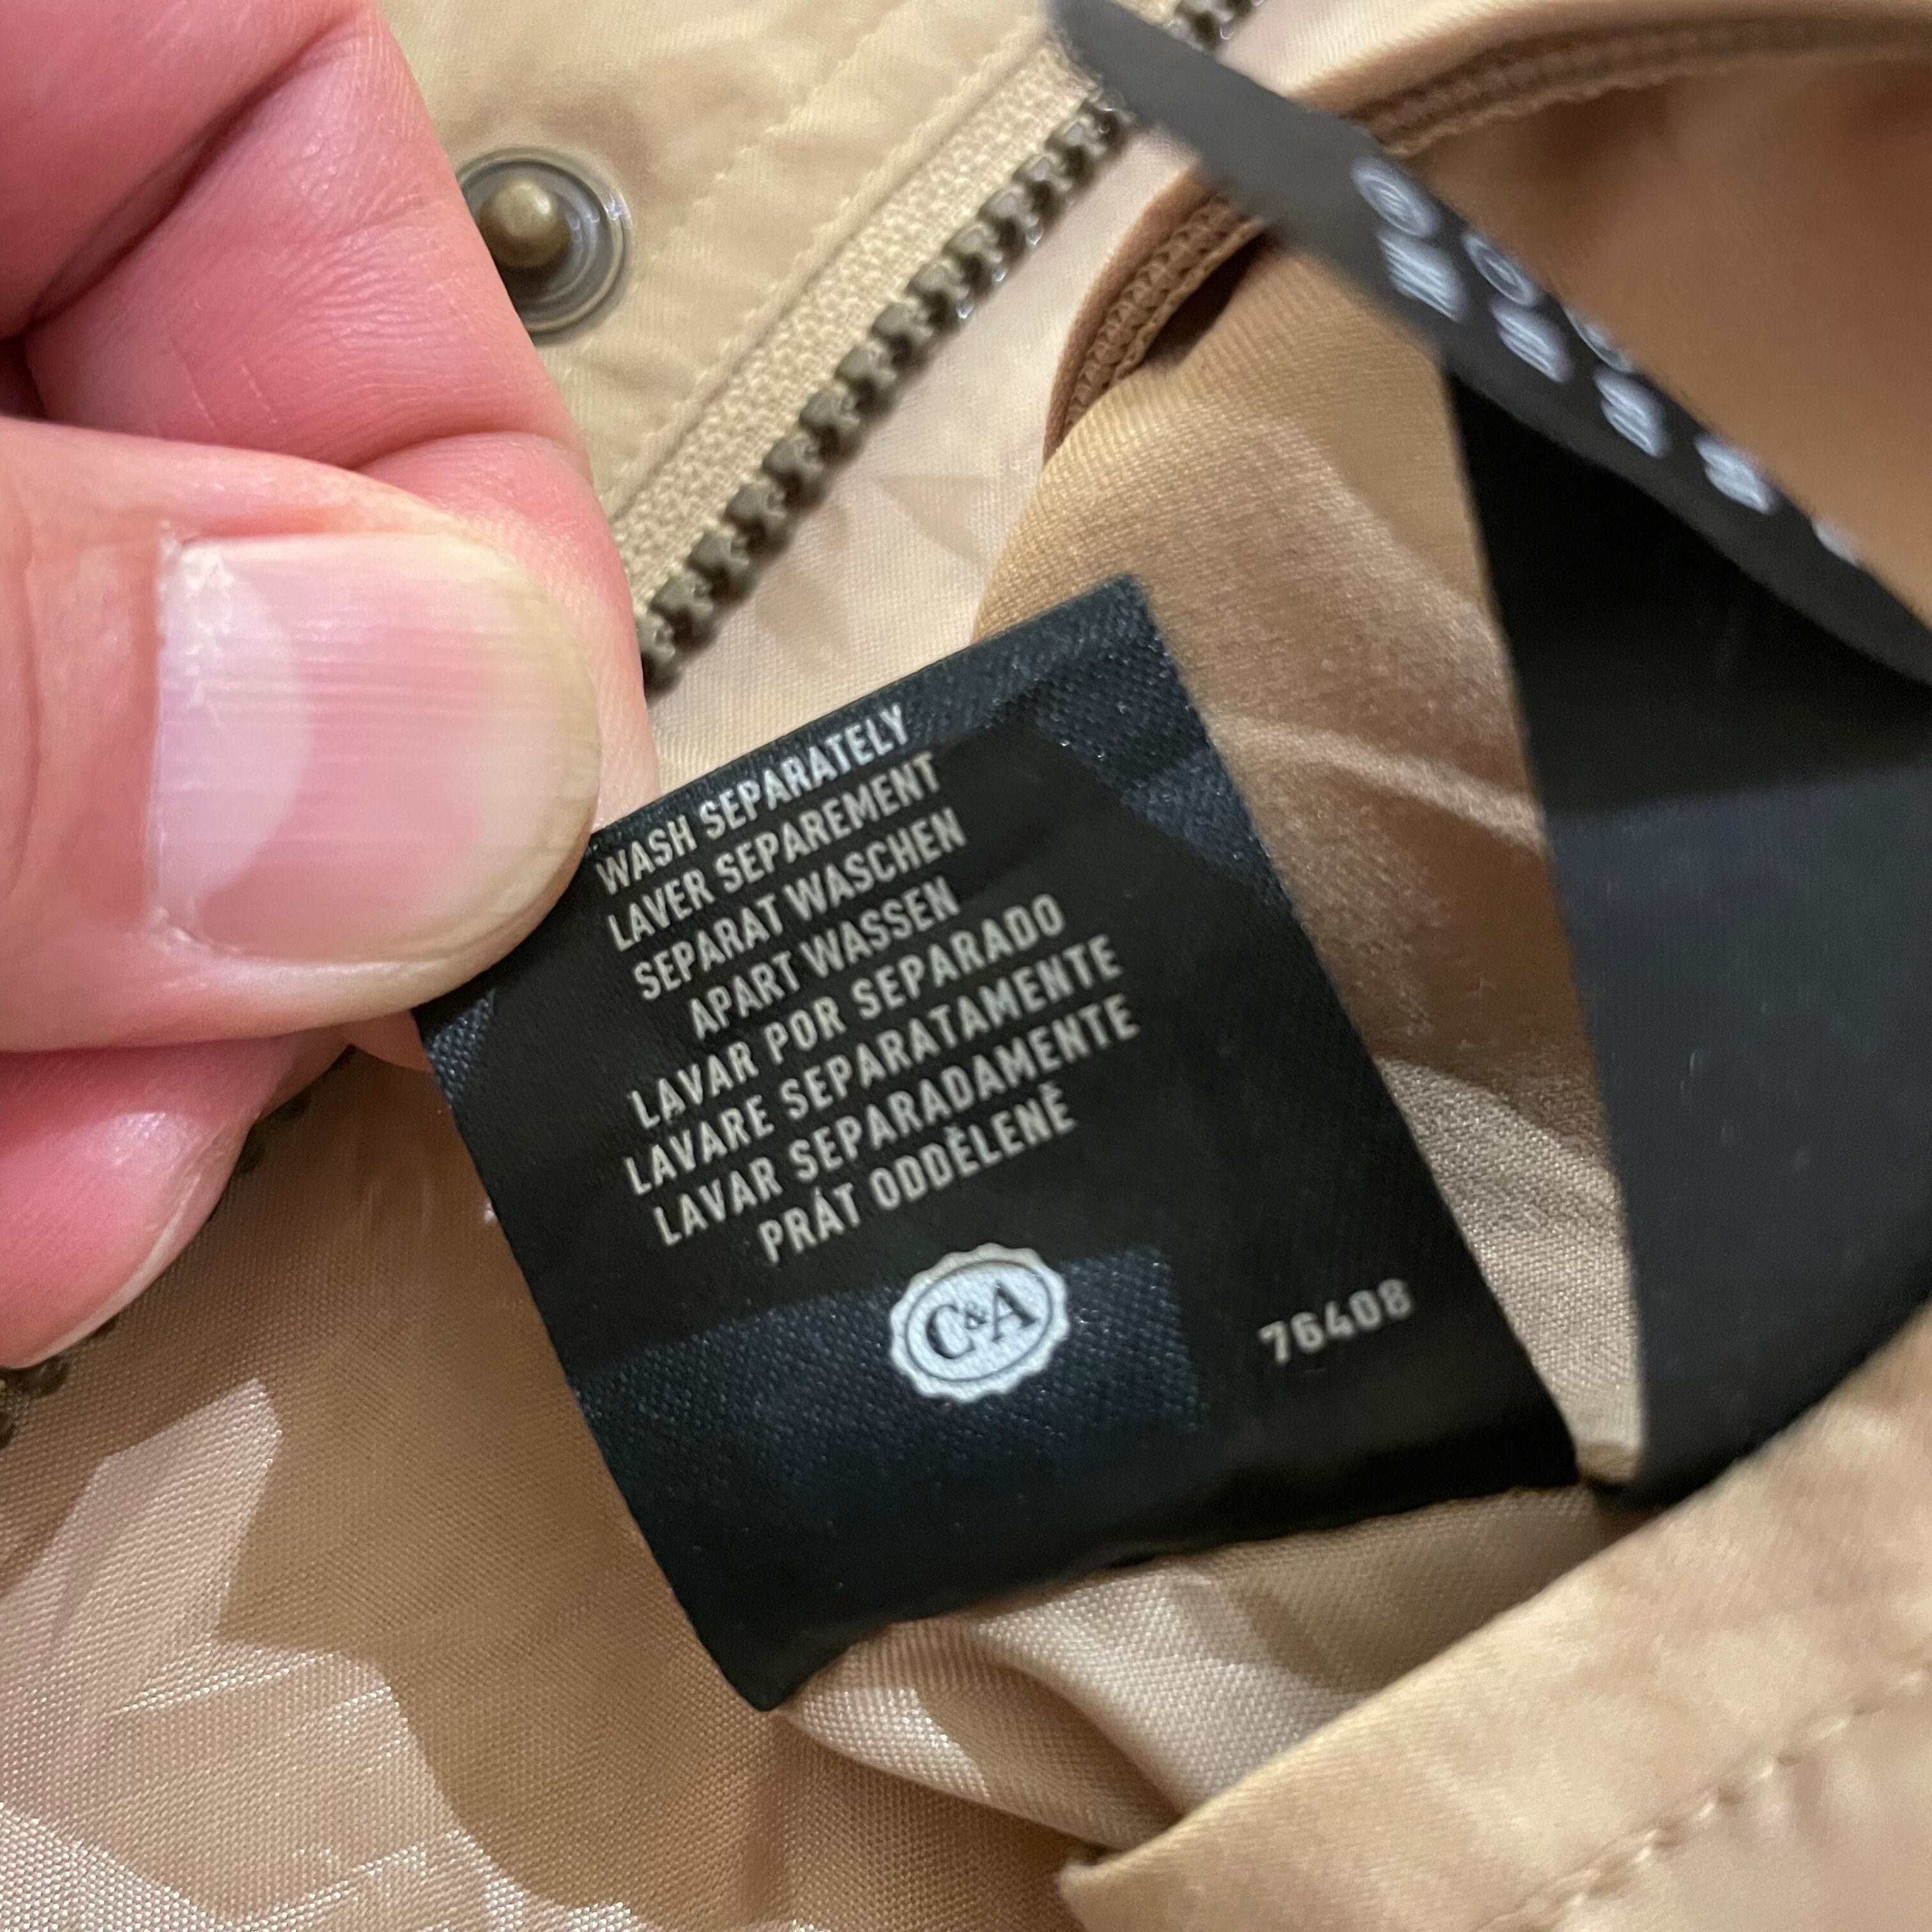 WASH SEPARATELY
LAVER SEPAREMENT
SEPARAT WASCHEN
APART WASSEN
LAVAR POR SEPARADO
LAVARE SEPARATAMENTE
LAVAR SEPARADAMENTE
PRÁT ODDĚLENĚ
C&A
76408